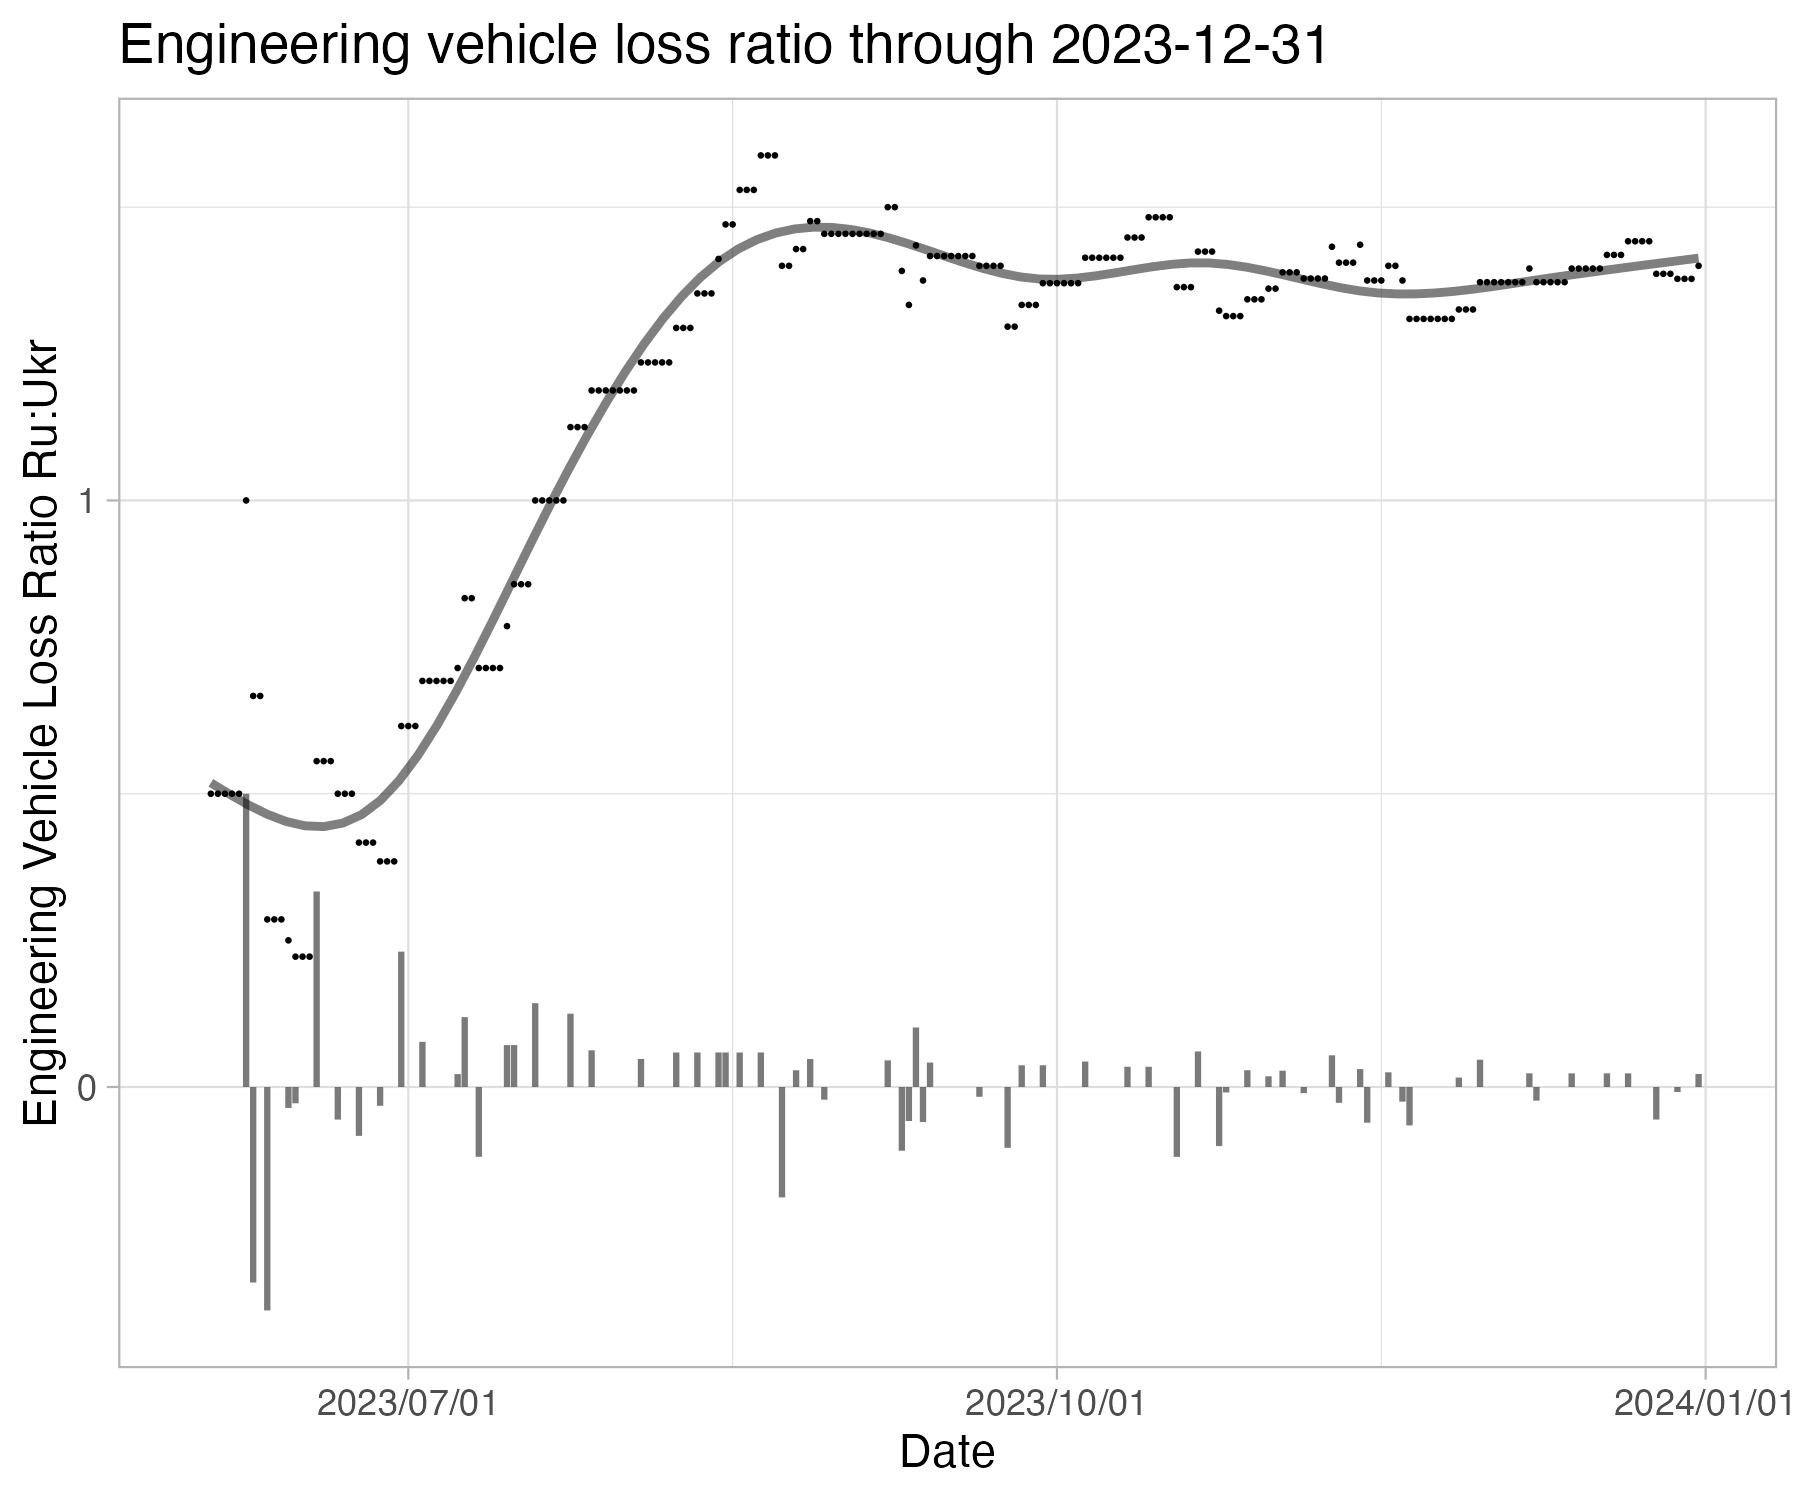 Engineering vehicle loss ratio through 2023-12-31
Engineering Vehicle Loss Ratio Ru:Ukr
1
0
2023/07/01
2023/10/01
2024/01/01
Date